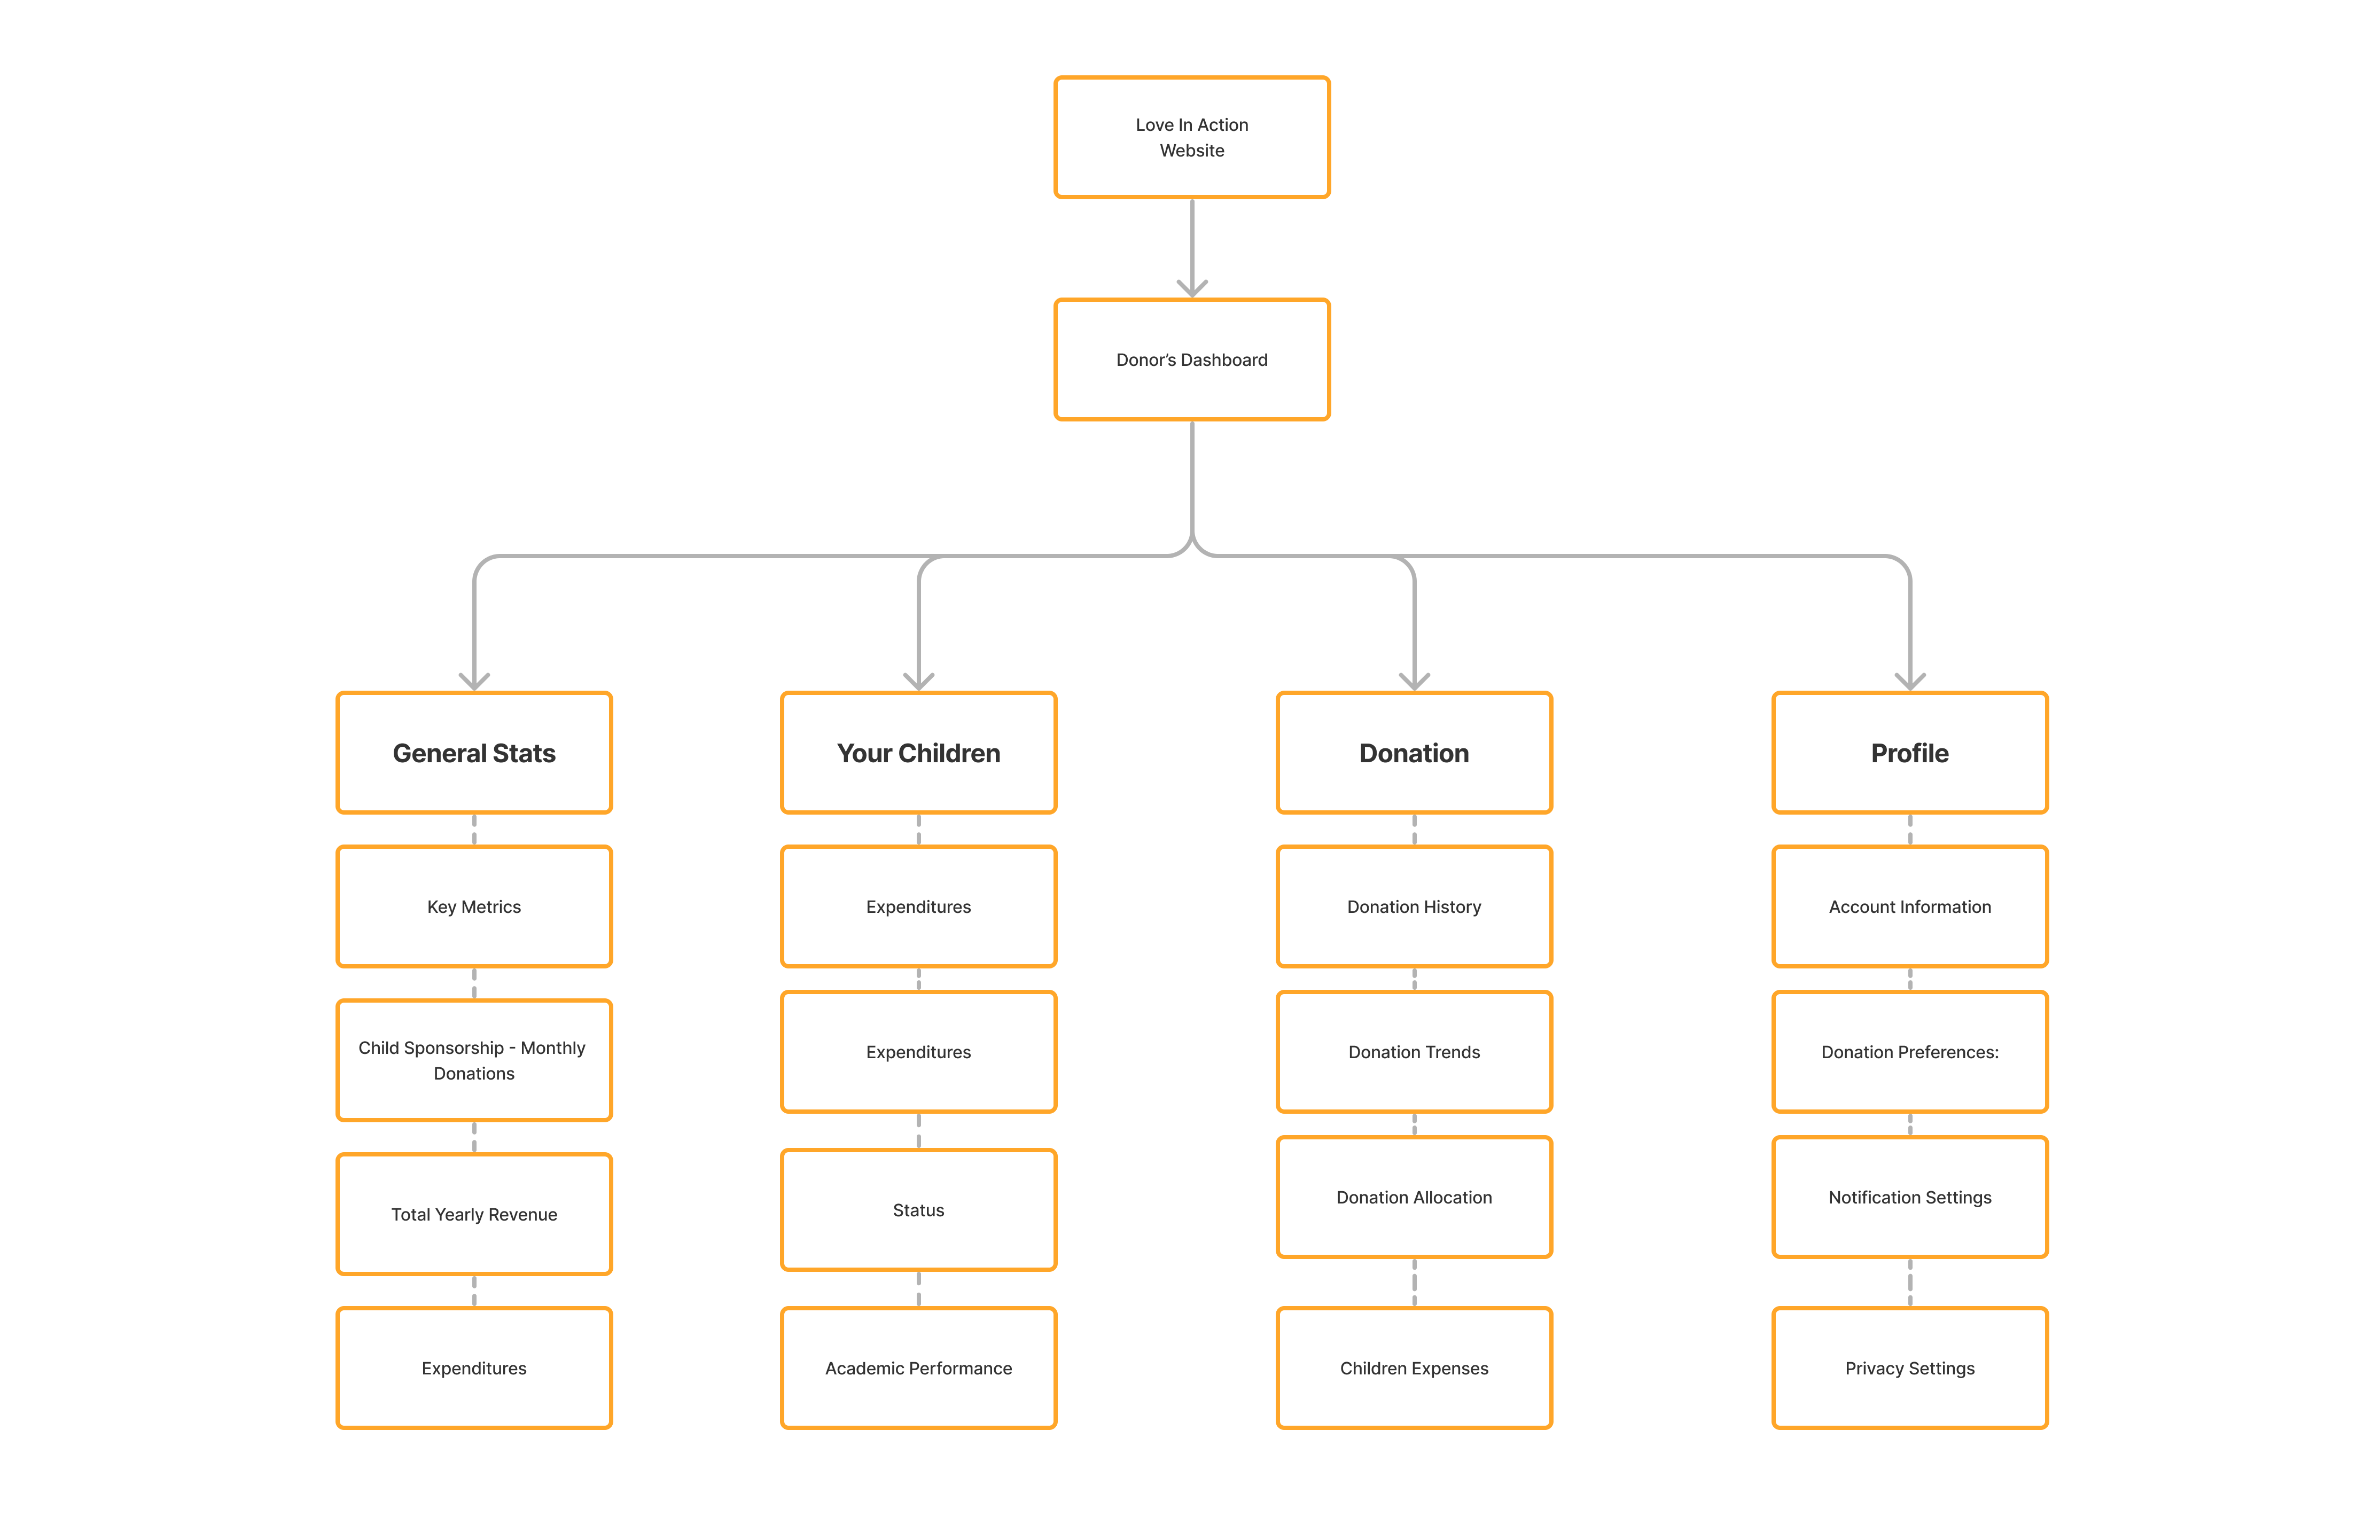 Love In Action
Website
Donor’s Dashboard
General Stats
Your Children
Donation
Profile
Key Metrics
Expenditures
Donation History
Account Information
Child Sponsorship - Monthly
Donations
Expenditures
Donation Trends
Donation Preferences:
Total Yearly Revenue
Status
Donation Allocation
Notification Settings
Expenditures
Academic Performance
Children Expenses
Privacy Settings